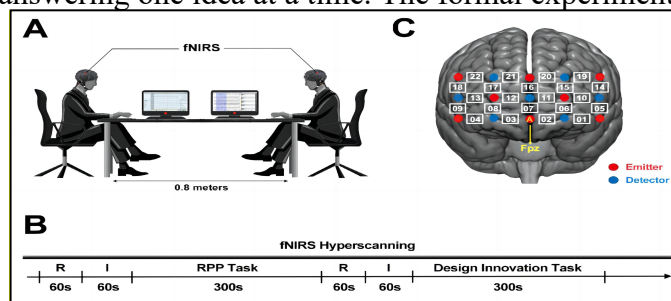 answering one idea at a time. The formal experiment
A
fNIRS
0.8 meters
C
22 21 20 19
18 17 16 15 14
13 12 11 10
09 08 07 06 05
04 03 A 02 01
Fpz
Emitter
Detector
B
fNIRS Hyperscanning
R I RPP Task R I Design Innovation Task
60s 60s 300s 60s 60s 300s